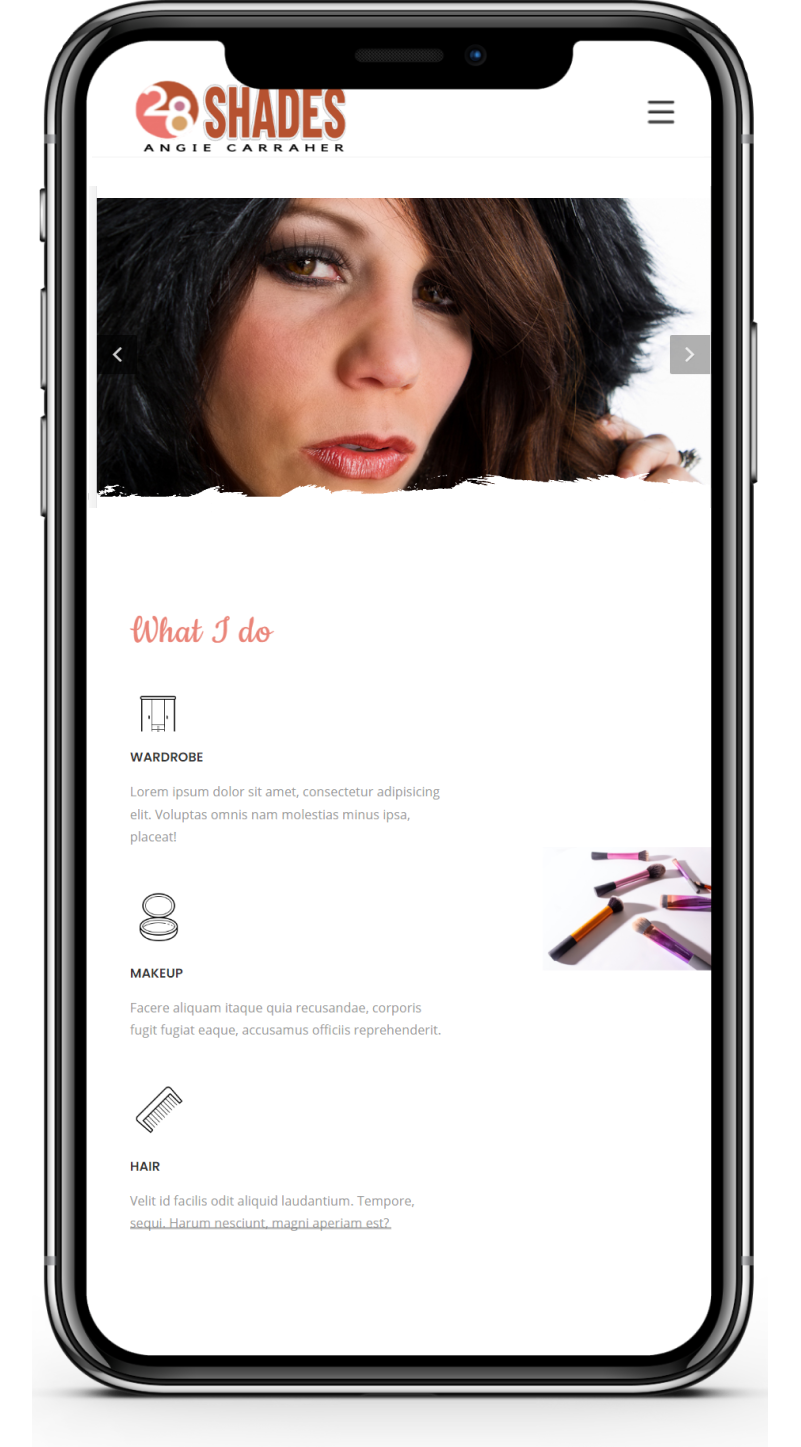 28 SHADES
ANGIE CARRAHER
What I do
WARDROBE
Lorem ipsum dolor sit amet, consectetur adipisicing
elit. Voluptas omnis nam molestias minus ipsa,
placeat!
MAKEUP
Facere aliquam itaque quia recusandae, corporis
fugit fugiat eaque, accusamus officiis reprehenderit.
HAIR
Velit id facilis odit aliquid laudantium. Tempore,
sequi. Harum nesciunt, magni aperiam est?